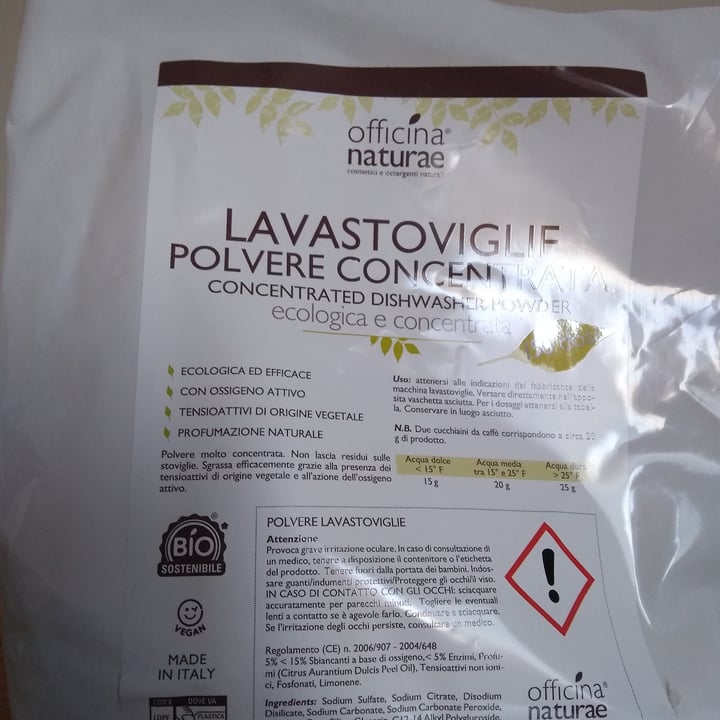 officina®
naturae
cosmetici e detergenti naturali
LAVASTOVIGLIE
POLVERE CONCENTRATA
CONCENTRATED DISHWASHER POWDER
ecologica e concentrata
ECOLOGICA ED EFFICACE
CON OSSIGENO ATTIVO
TENSIOATTIVI DI ORIGINE VEGETALE
PROFUMAZIONE NATURALE
Polvere molto concentrata. Non lascia residui sulle
stoviglie. Sgrassa efficacemente grazie alla presenza dei
tensioattivi di origine vegetale e all'azione dell'ossigeno
attivo.
Uso: attenersi alle indicazioni del fabbricante della
macchina lavastoviglie. Versare direttamente nell'appo-
sita vaschetta asciutta. Per i dosaggi attenersi alla tabel-
la. Conservare in luogo asciutto.
N.B. Due cucchiaini da caffè corrispondono a circa 20
g di prodotto.
Acqua dolce Acqua media Acqua dura
< 15° F tra 15° e 25° F > 25° F
15 g 20 g 25 g
BIO
SOSTENIBILE
®
VEGAN
MADE
IN ITALY
COS'È DOVE VA
LDPE PLASTICA
POLVERE LAVASTOVIGLIE
Attenzione
Provoca grave irritazione oculare. In caso di consultazione di
un medico, tenere a disposizione il contenitore o l'etichetta
del prodotto. Tenere fuori dalla portata dei bambini. Indos-
sare guanti/indumenti protettivi/Proteggere gli occhi/il viso.
IN CASO DI CONTATTO CON GLI OCCHI: sciacquare
accuratamente per parecchi minuti. Togliere le eventuali
lenti a contatto se è agevole farlo. Continuare a sciacquare.
Se l'irritazione degli occhi persiste, consultare un medico.
Regolamento (CE) n. 2006/907 - 2004/648
5% < 15% Sbiancanti a base di ossigeno,< 5% Enzimi, Profu-
mi (Citrus Aurantium Dulcis Peel Oil). Tensioattivi non ioni-
ci, Fosfonati, Limonene.
Ingredients: Sodium Sulfate, Sodium Citrate, Disodium
Disilicate, Sodium Carbonate, Sodium Carbonate Peroxide,
Glycerin, C12-14 Alkyl Polyglucoside,
officina®
naturae